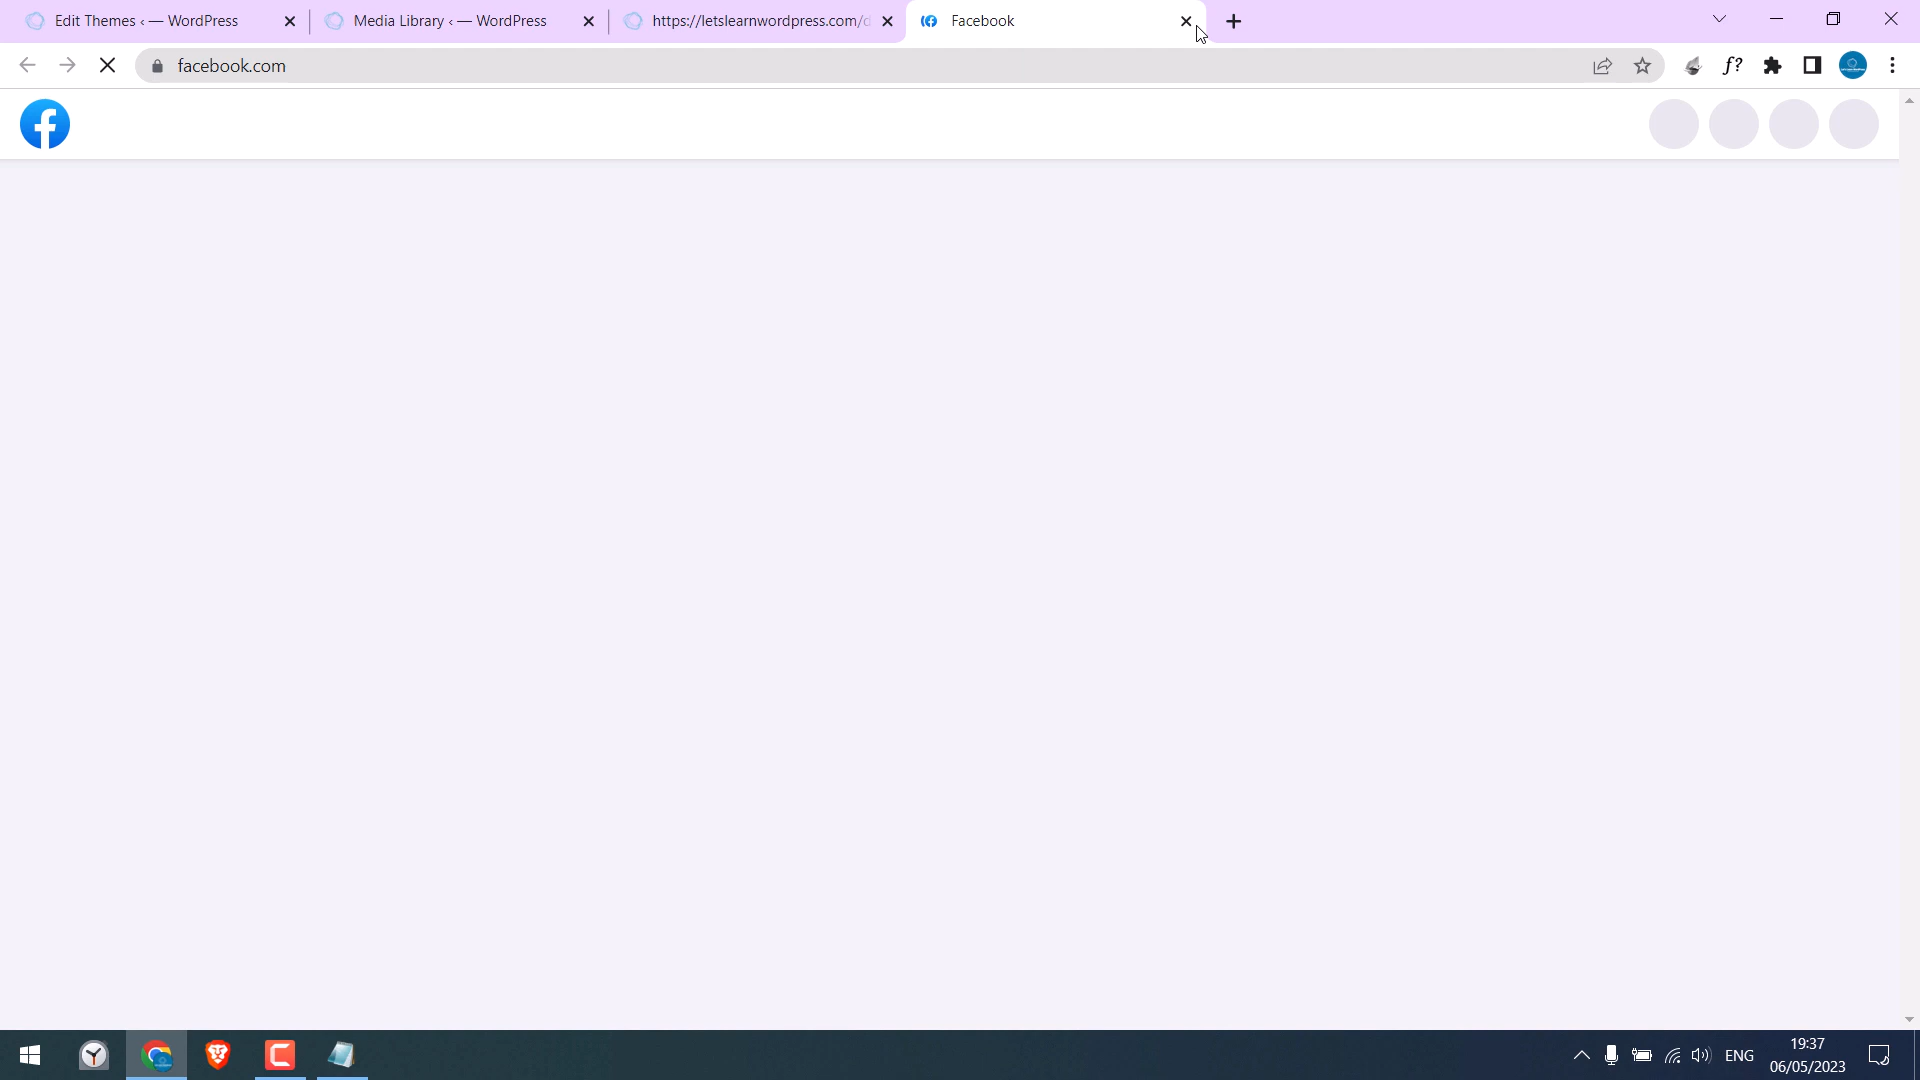 Edit Themes ‹ — WordPress
Media Library ‹ — WordPress
https://letslearnwordpress.com/d
Facebook
facebook.com
f?
ENG
19:37
06/05/2023